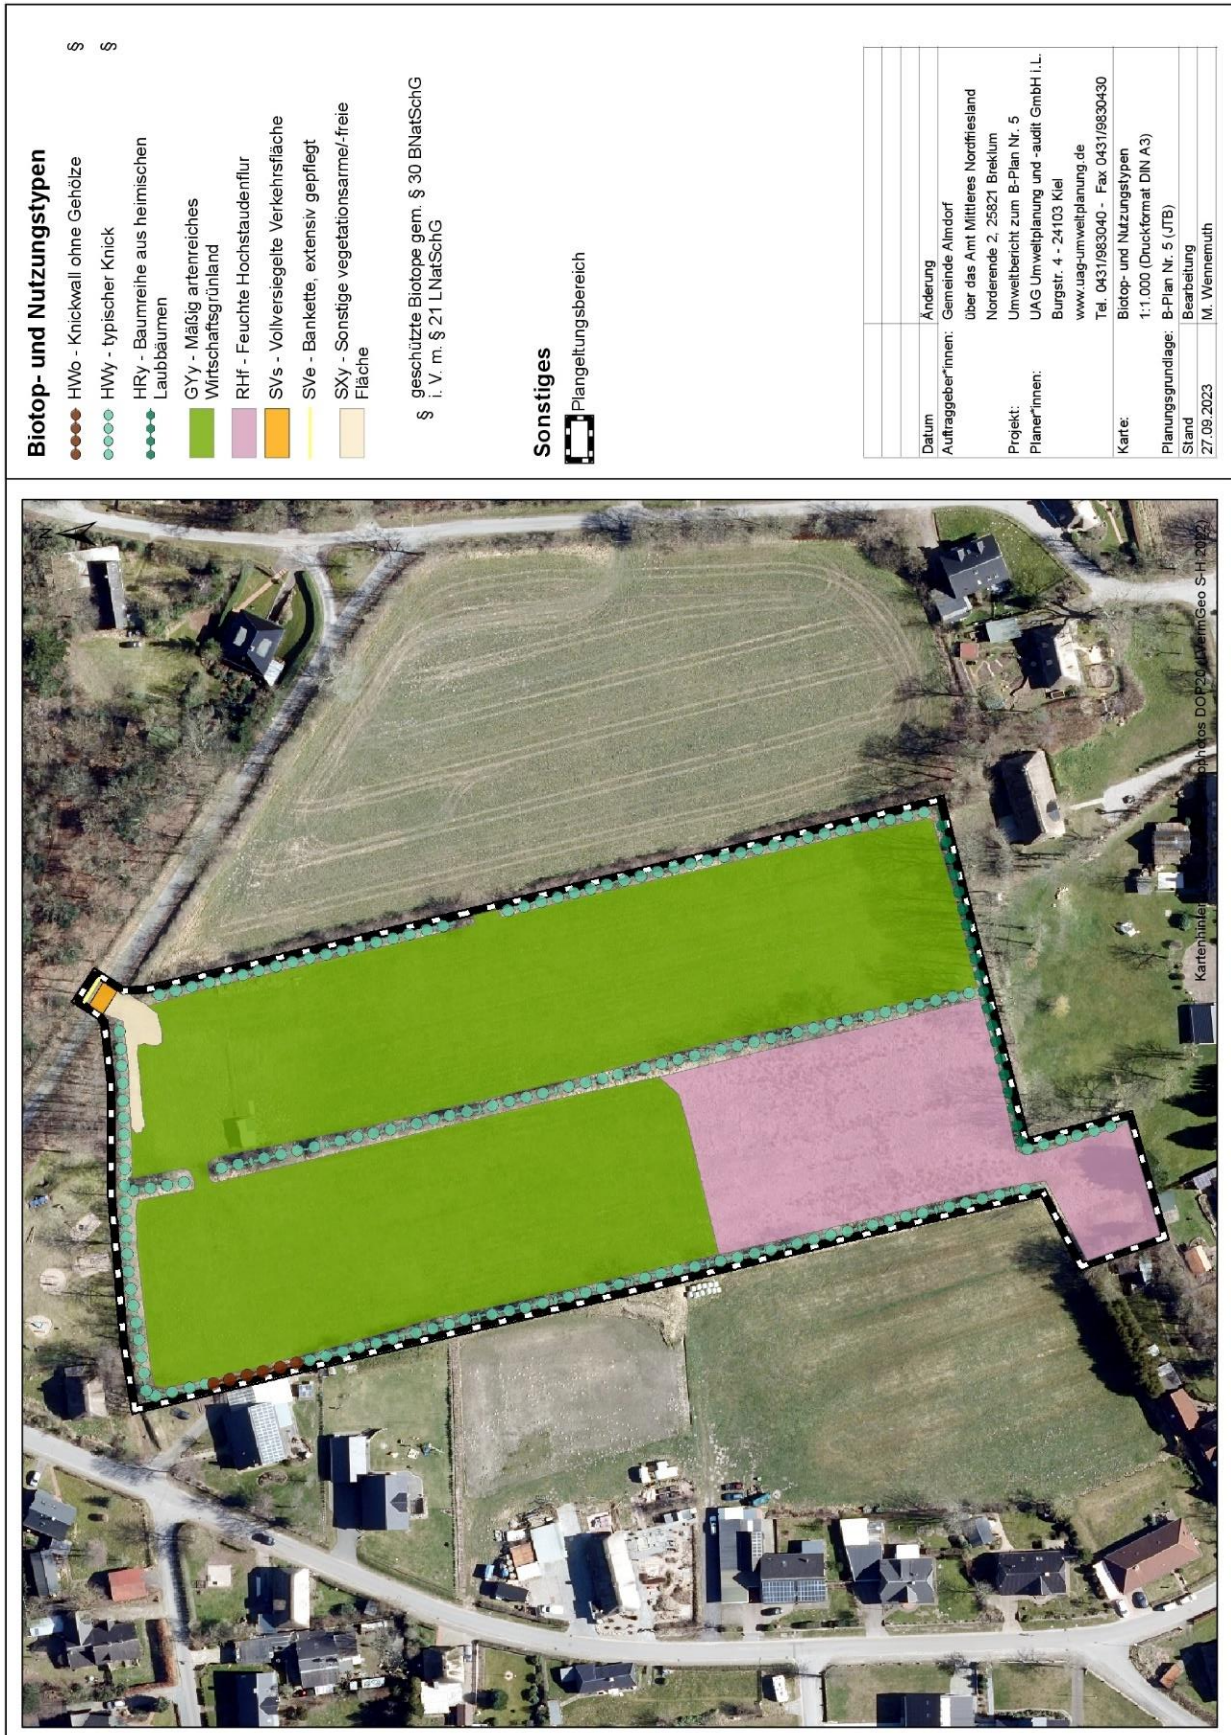 Biotop- und Nutzungstypen
HWo - Knickwall ohne Gehölze §
HWy - typischer Knick §
HRy - Baumreihe aus heimischen
Laubbäumen
GYy - Mäßig artenreiches
Wirtschaftsgrünland
RHf - Feuchte Hochstaudenflur
SVs - Vollversiegelte Verkehrsfläche
SVe - Bankette, extensiv gepflegt
SXy - Sonstige vegetationsarme/-freie
Fläche
§ geschützte Biotope gem. § 30 BNatSchG
i. V. m. § 21 LNatSchG
Sonstiges
Plangeltungsbereich
Datum Änderung
Auftraggeber*innen: Gemeinde Almdorf
über das Amt Mittleres Nordfriesland
Norderende 2, 25821 Breklum
Projekt: Umweltbericht zum B-Plan Nr. 5
Planer*innen: UAG Umweltplanung und -audit GmbH i.L.
Burgstr. 4 - 24103 Kiel
www.uag-umweltplanung.de
Tel. 0431/983040 - Fax 0431/9830430
Karte: Biotop- und Nutzungstypen
1:1.000 (Druckformat DIN A3)
Planungsgrundlage: B-Plan Nr. 5 (JTB)
Stand Bearbeitung
27.09.2023 M. Wennemuth
N